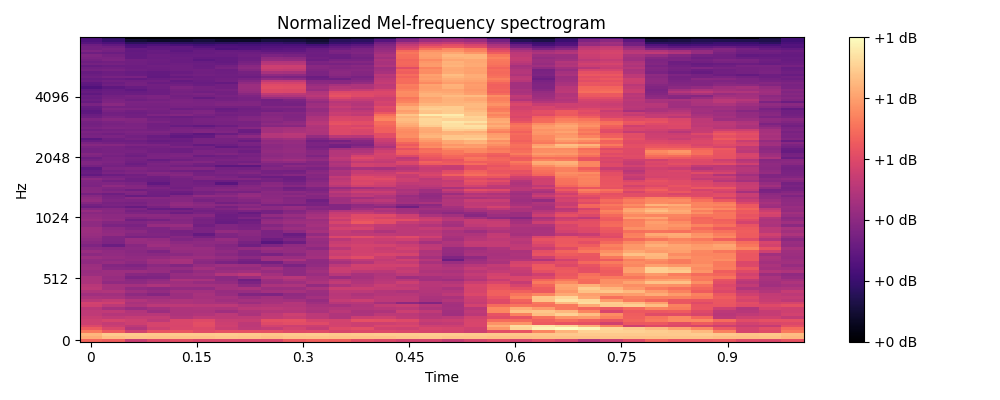 Normalized Mel-frequency spectrogram
Hz
4096
2048
1024
512
0
0 0.15 0.3 0.45 0.6 0.75 0.9
Time
+1 dB
+1 dB
+1 dB
+0 dB
+0 dB
+0 dB